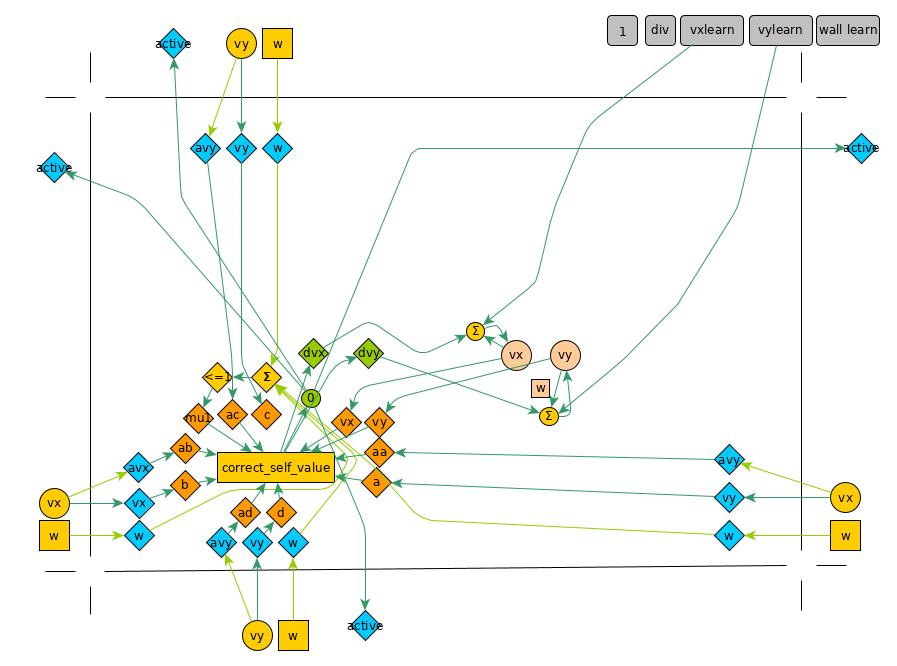 active
vy
w
1
div
vxlearn
vylearn
wall learn
avy
vy
w
active
active
Σ
dvx
dvy
vx
vy
<=1
Σ
w
0
mu1
ac
c
vx
vy
Σ
ab
aa
avx
correct_self_value
avy
b
a
vx
vx
vy
vx
ad
d
w
w
avy
vy
w
w
w
active
vy
w